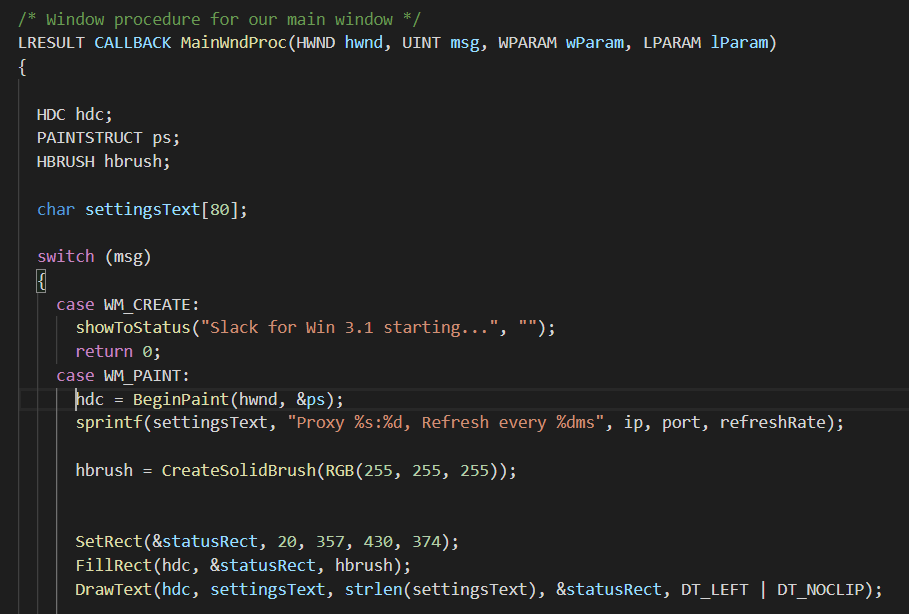 /* Window procedure for our main window */
LRESULT CALLBACK MainWndProc(HWND hwnd, UINT msg, WPARAM wParam, LPARAM lParam)
{
HDC hdc;
PAINTSTRUCT ps;
HBRUSH hbrush;
char settingsText[80];
switch (msg)
{
case WM_CREATE:
showToStatus("Slack for Win 3.1 starting...", "");
return 0;
case WM_PAINT:
hdc = BeginPaint(hwnd, &ps);
sprintf(settingsText, "Proxy %s:%d, Refresh every %dms", ip, port, refreshRate);
hbrush = CreateSolidBrush(RGB(255, 255, 255));
SetRect(&statusRect, 20, 357, 430, 374);
FillRect(hdc, &statusRect, hbrush);
DrawText(hdc, settingsText, strlen(settingsText), &statusRect, DT_LEFT | DT_NOCLIP);